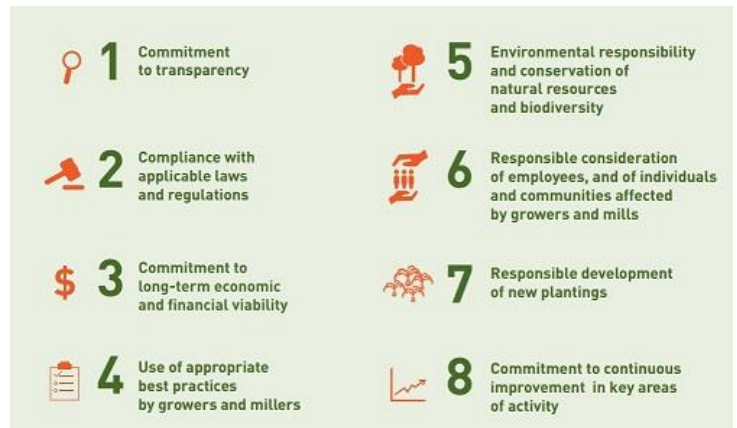 1 Commitment
to transparency
2 Compliance with
applicable laws
and regulations
$ 3 Commitment to
long-term economic
and financial viability
4 Use of appropriate
best practices
by growers and millers
5 Environmental responsibility
and conservation of
natural resources
and biodiversity
6 Responsible consideration
of employees, and of individuals
and communities affected
by growers and mills
7 Responsible development
of new plantings
8 Commitment to continuous
improvement in key areas
of activity